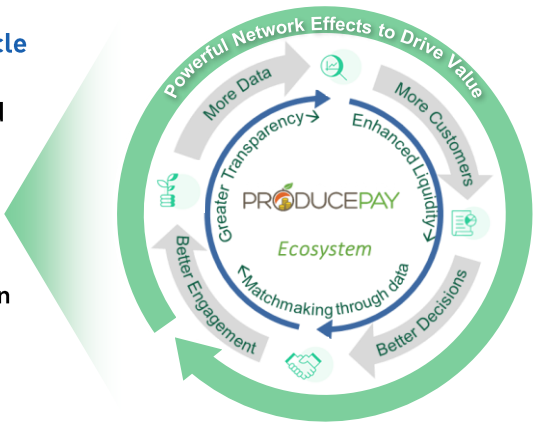 Powerful Network Effects to Drive Value
More Data
More Customers
Greater Transparency→
Enhanced Liquidity→
PRODUCEPAY
Ecosystem
←Matchmaking through data
Better Engagement
Better Decisions